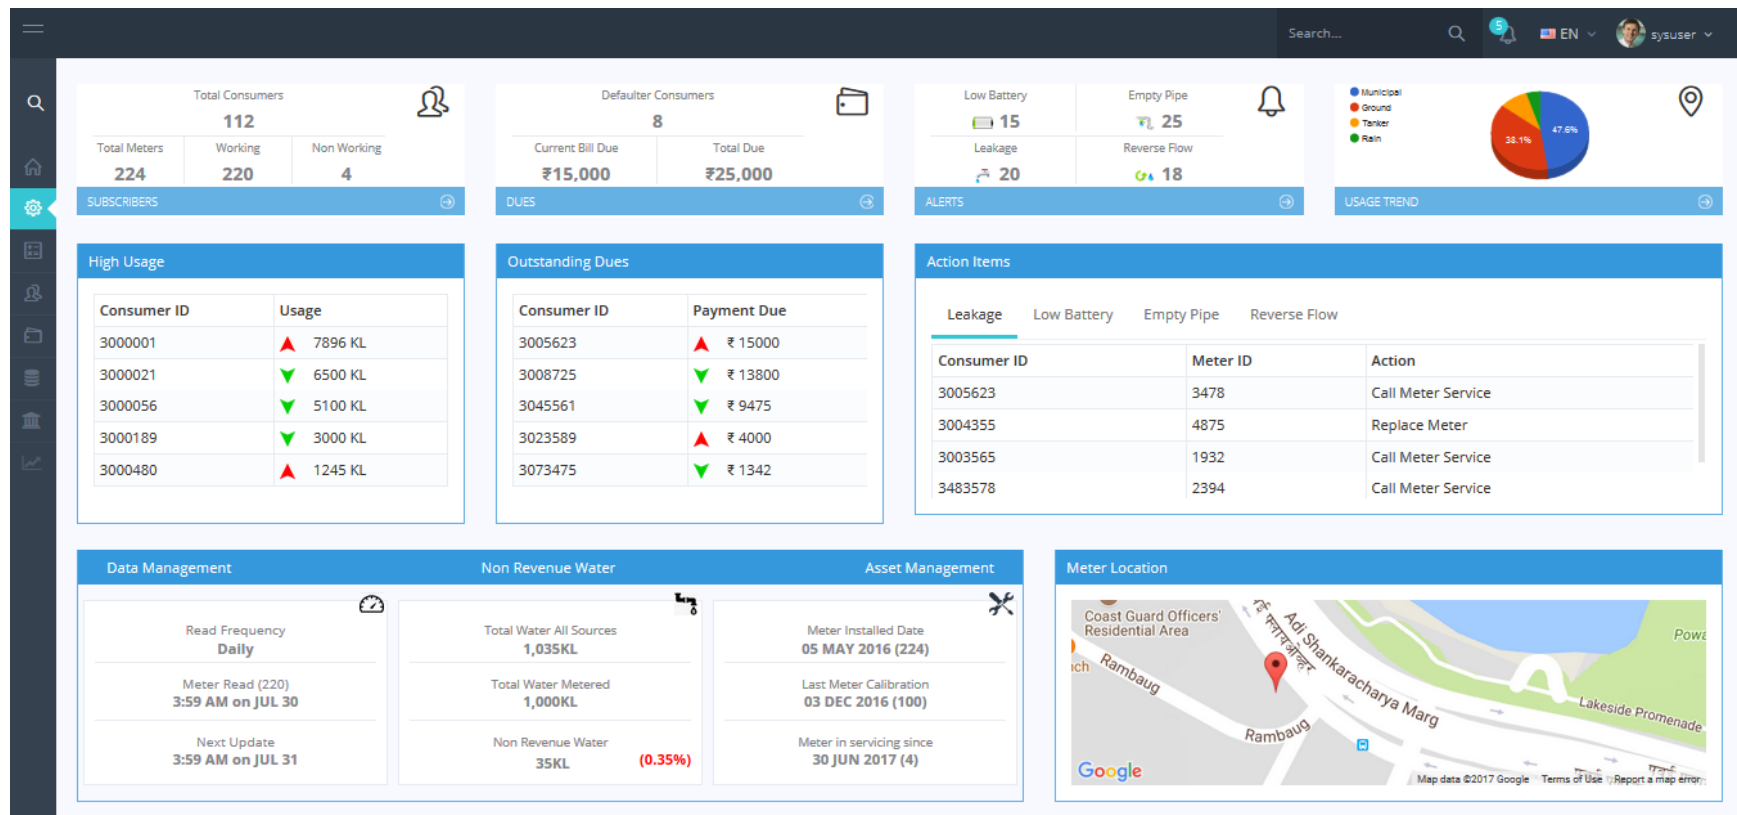 Search...
5
EN
sysuser
Total Consumers
112
Total Meters
Working
Non Working
224
220
4
SUBSCRIBERS
Defaulter Consumers
8
Current Bill Due
Total Due
₹15,000
₹25,000
DUES
Low Battery
Empty Pipe
15
25
Leakage
Reverse Flow
20
18
ALERTS
Municipal
Ground
Tanker
Rain
47.6%
38.1%
USAGE TREND
High Usage
Consumer ID Usage
3000001 7896 KL
3000021 6500 KL
3000056 5100 KL
3000189 3000 KL
3000480 1245 KL
Outstanding Dues
Consumer ID Payment Due
3005623 ₹ 15000
3008725 ₹ 13800
3045561 ₹ 9475
3023589 ₹ 4000
3073475 ₹ 1342
Action Items
Leakage Low Battery Empty Pipe Reverse Flow
Consumer ID Meter ID Action
3005623 3478 Call Meter Service
3004355 4875 Replace Meter
3003565 1932 Call Meter Service
3483578 2394 Call Meter Service
Data Management
Non Revenue Water
Asset Management
Read Frequency
Daily
Meter Read (220)
3:59 AM on JUL 30
Next Update
3:59 AM on JUL 31
Total Water All Sources
1,035KL
Total Water Metered
1,000KL
Non Revenue Water
35KL
(0.35%)
Meter Installed Date
05 MAY 2016 (224)
Last Meter Calibration
03 DEC 2016 (100)
Meter in servicing since
30 JUN 2017 (4)
Meter Location
Coast Guard Officers'
Residential Area
Rambaug
Adi Shankaracharya Marg
Rambaug
Lakeside Promenade
Google
Map data ©2017 Google
Terms of Use
Report a map error